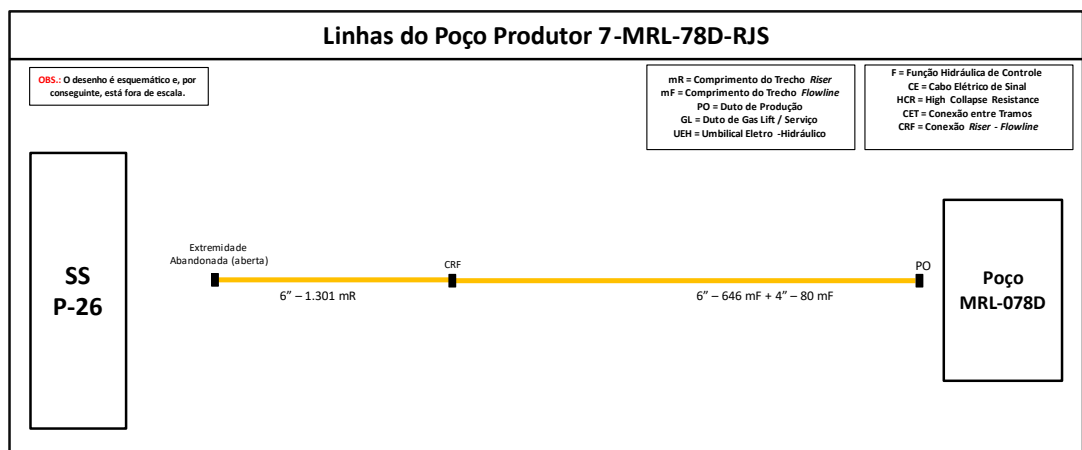 Linhas do Poço Produtor 7-MRL-78D-RJS
OBS.: O desenho é esquemático e, por
conseguinte, está fora de escala.
mR = Comprimento do Trecho Riser
mF = Comprimento do Trecho Flowline
PO = Duto de Produção
GL = Duto de Gas Lift / Serviço
UEH = Umbilical Eletro -Hidráulico
F = Função Hidráulica de Controle
CE = Cabo Elétrico de Sinal
HCR = High Collapse Resistance
CET = Conexão entre Tramos
CRF = Conexão Riser - Flowline
SS
P-26
Extremidade
Abandonada (aberta)
CRF
PO
6” – 1.301 mR
6” – 646 mF + 4” – 80 mF
Poço
MRL-078D